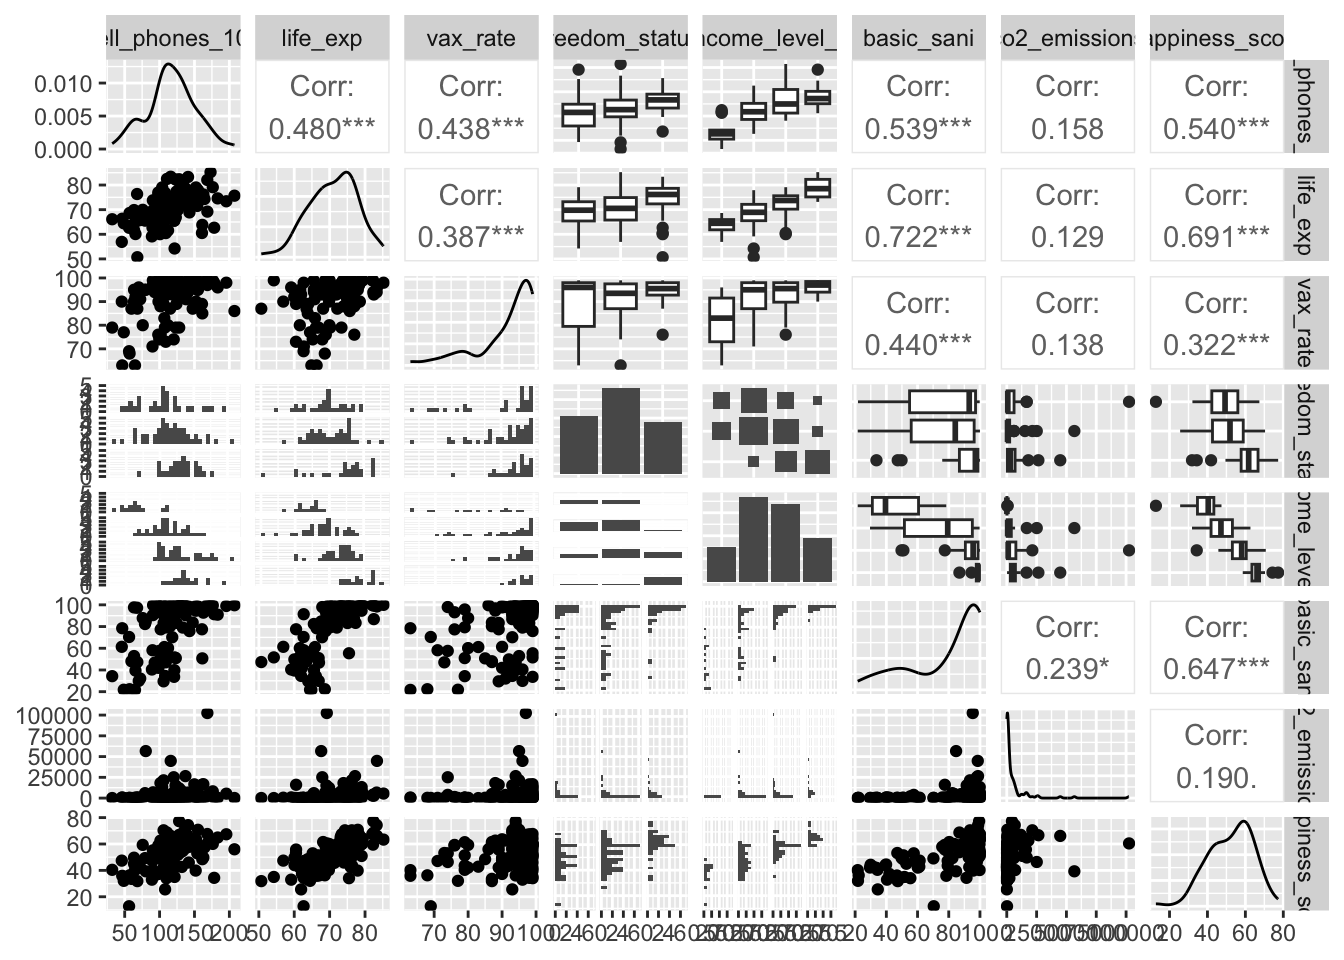 ell_phones_10 life_exp vax_rate reedom_statu ncome_level_ basic_sani co2_emissions appiness_sco
0.010
0.005
0.000
Corr: Corr: Corr: Corr: Corr:
0.480*** 0.438*** 0.539*** 0.158 0.540***
_phones_
80
70
60
50
Corr: Corr: Corr: Corr:
0.387*** 0.722*** 0.129 0.691***
life_exp
100
90
80
70
Corr: Corr: Corr:
0.440*** 0.138 0.322***
vax_rate
edom_sta
ome_leve
100
80
60
40
20
Corr: Corr:
0.239* 0.647***
basic_san
100000
75000
50000
25000
0
Corr:
0.190.
2_emissio
80
60
40
20
piness_sc
50 100 150 200 50 60 70 80 70 80 90 100 20 40 60 80 100 20 40 60 80